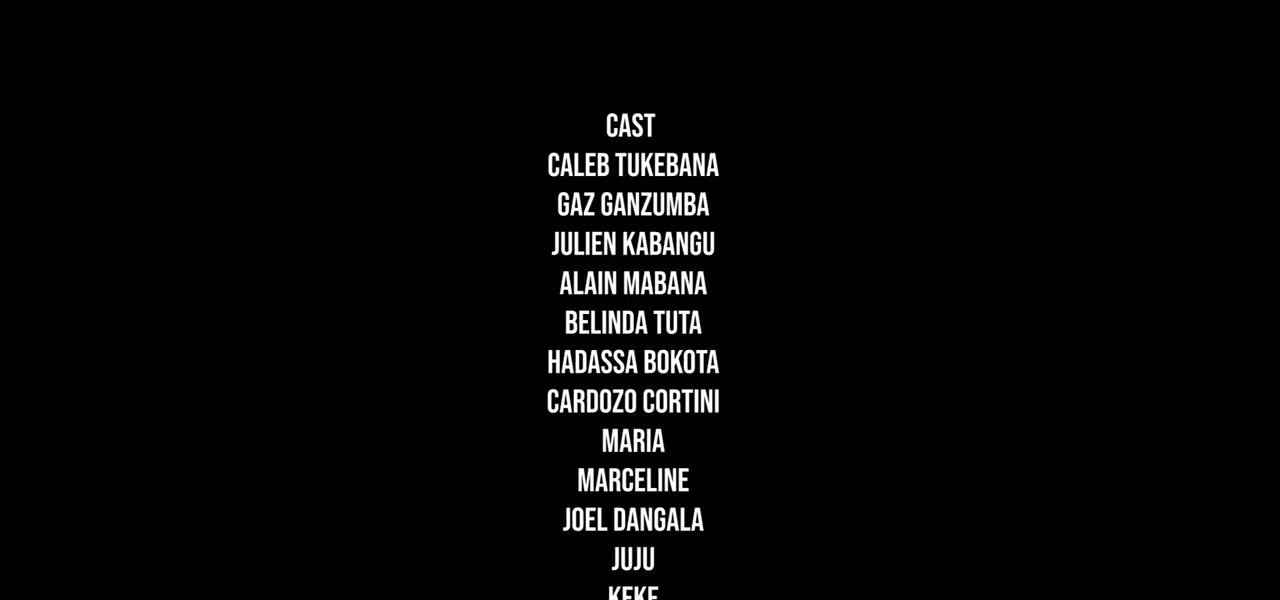 CAST
CALEB TUKEBANA
GAZ GANZUMBA
JULIEN KABANGU
ALAIN MABANA
BELINDA TUTA
HADASSA BOKOTA
CARDOZO CORTINI
MARIA
MARCELINE
JOEL DANGALA
JUJU
KEKE